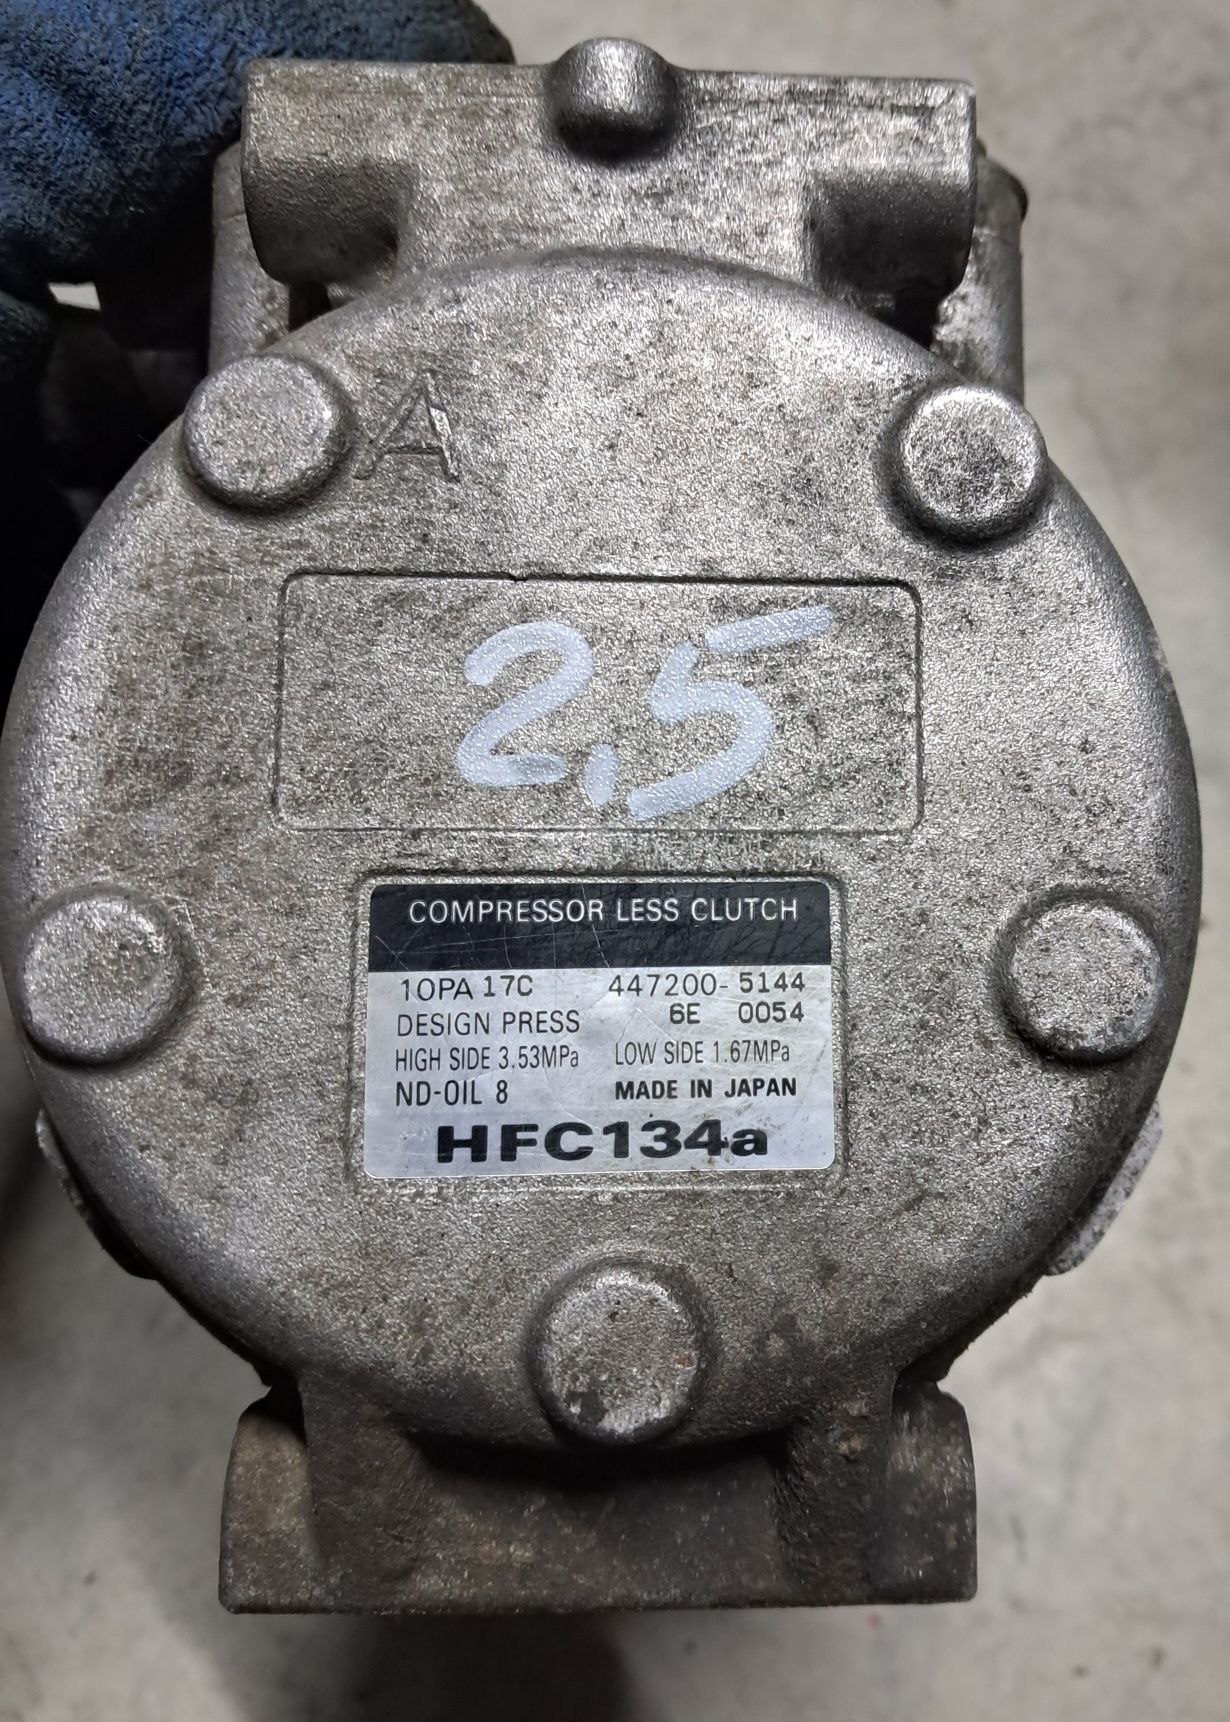 A
2,5
COMPRESSOR LESS CLUTCH
10PA 17C 447200-5144
DESIGN PRESS 6E 0054
HIGH SIDE 3.53MPa LOW SIDE 1.67MPa
ND-OIL 8 MADE IN JAPAN
HFC134a